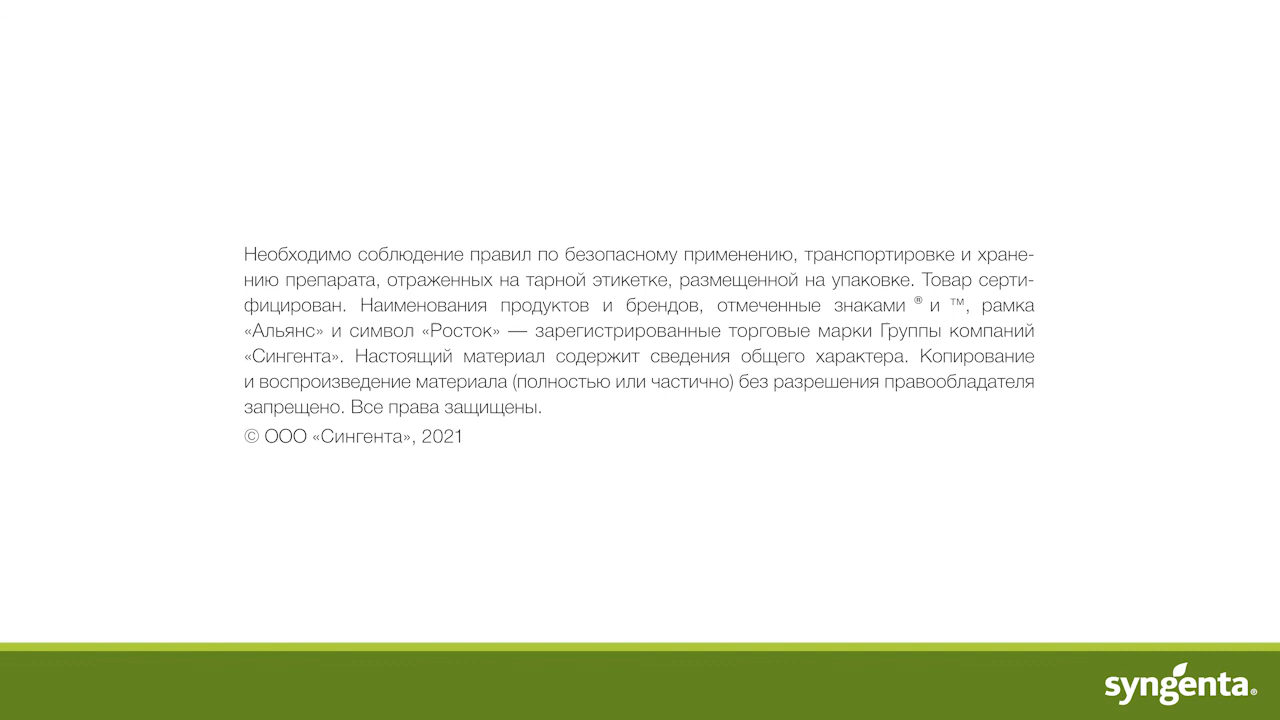 Необходимо соблюдение правил по безопасному применению, транспортировке и хране-
нию препарата, отраженных на тарной этикетке, размещенной на упаковке. Товар серти-
фицирован. Наименования продуктов и брендов, отмеченные знаками ® и ™, рамка
«Альянс» и символ «Росток» — зарегистрированные торговые марки Группы компаний
«Сингента». Настоящий материал содержит сведения общего характера. Копирование
и воспроизведение материала (полностью или частично) без разрешения правообладателя
запрещено. Все права защищены.
© ООО «Сингента», 2021
syngenta®